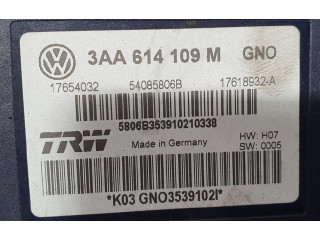 3AA 614 109 M GNO
17654032 54085806B 17618932-A
5806B353910210338
TRW
Made in Germany
HW: H07
SW: 0005
*K03 GNO3539102I*